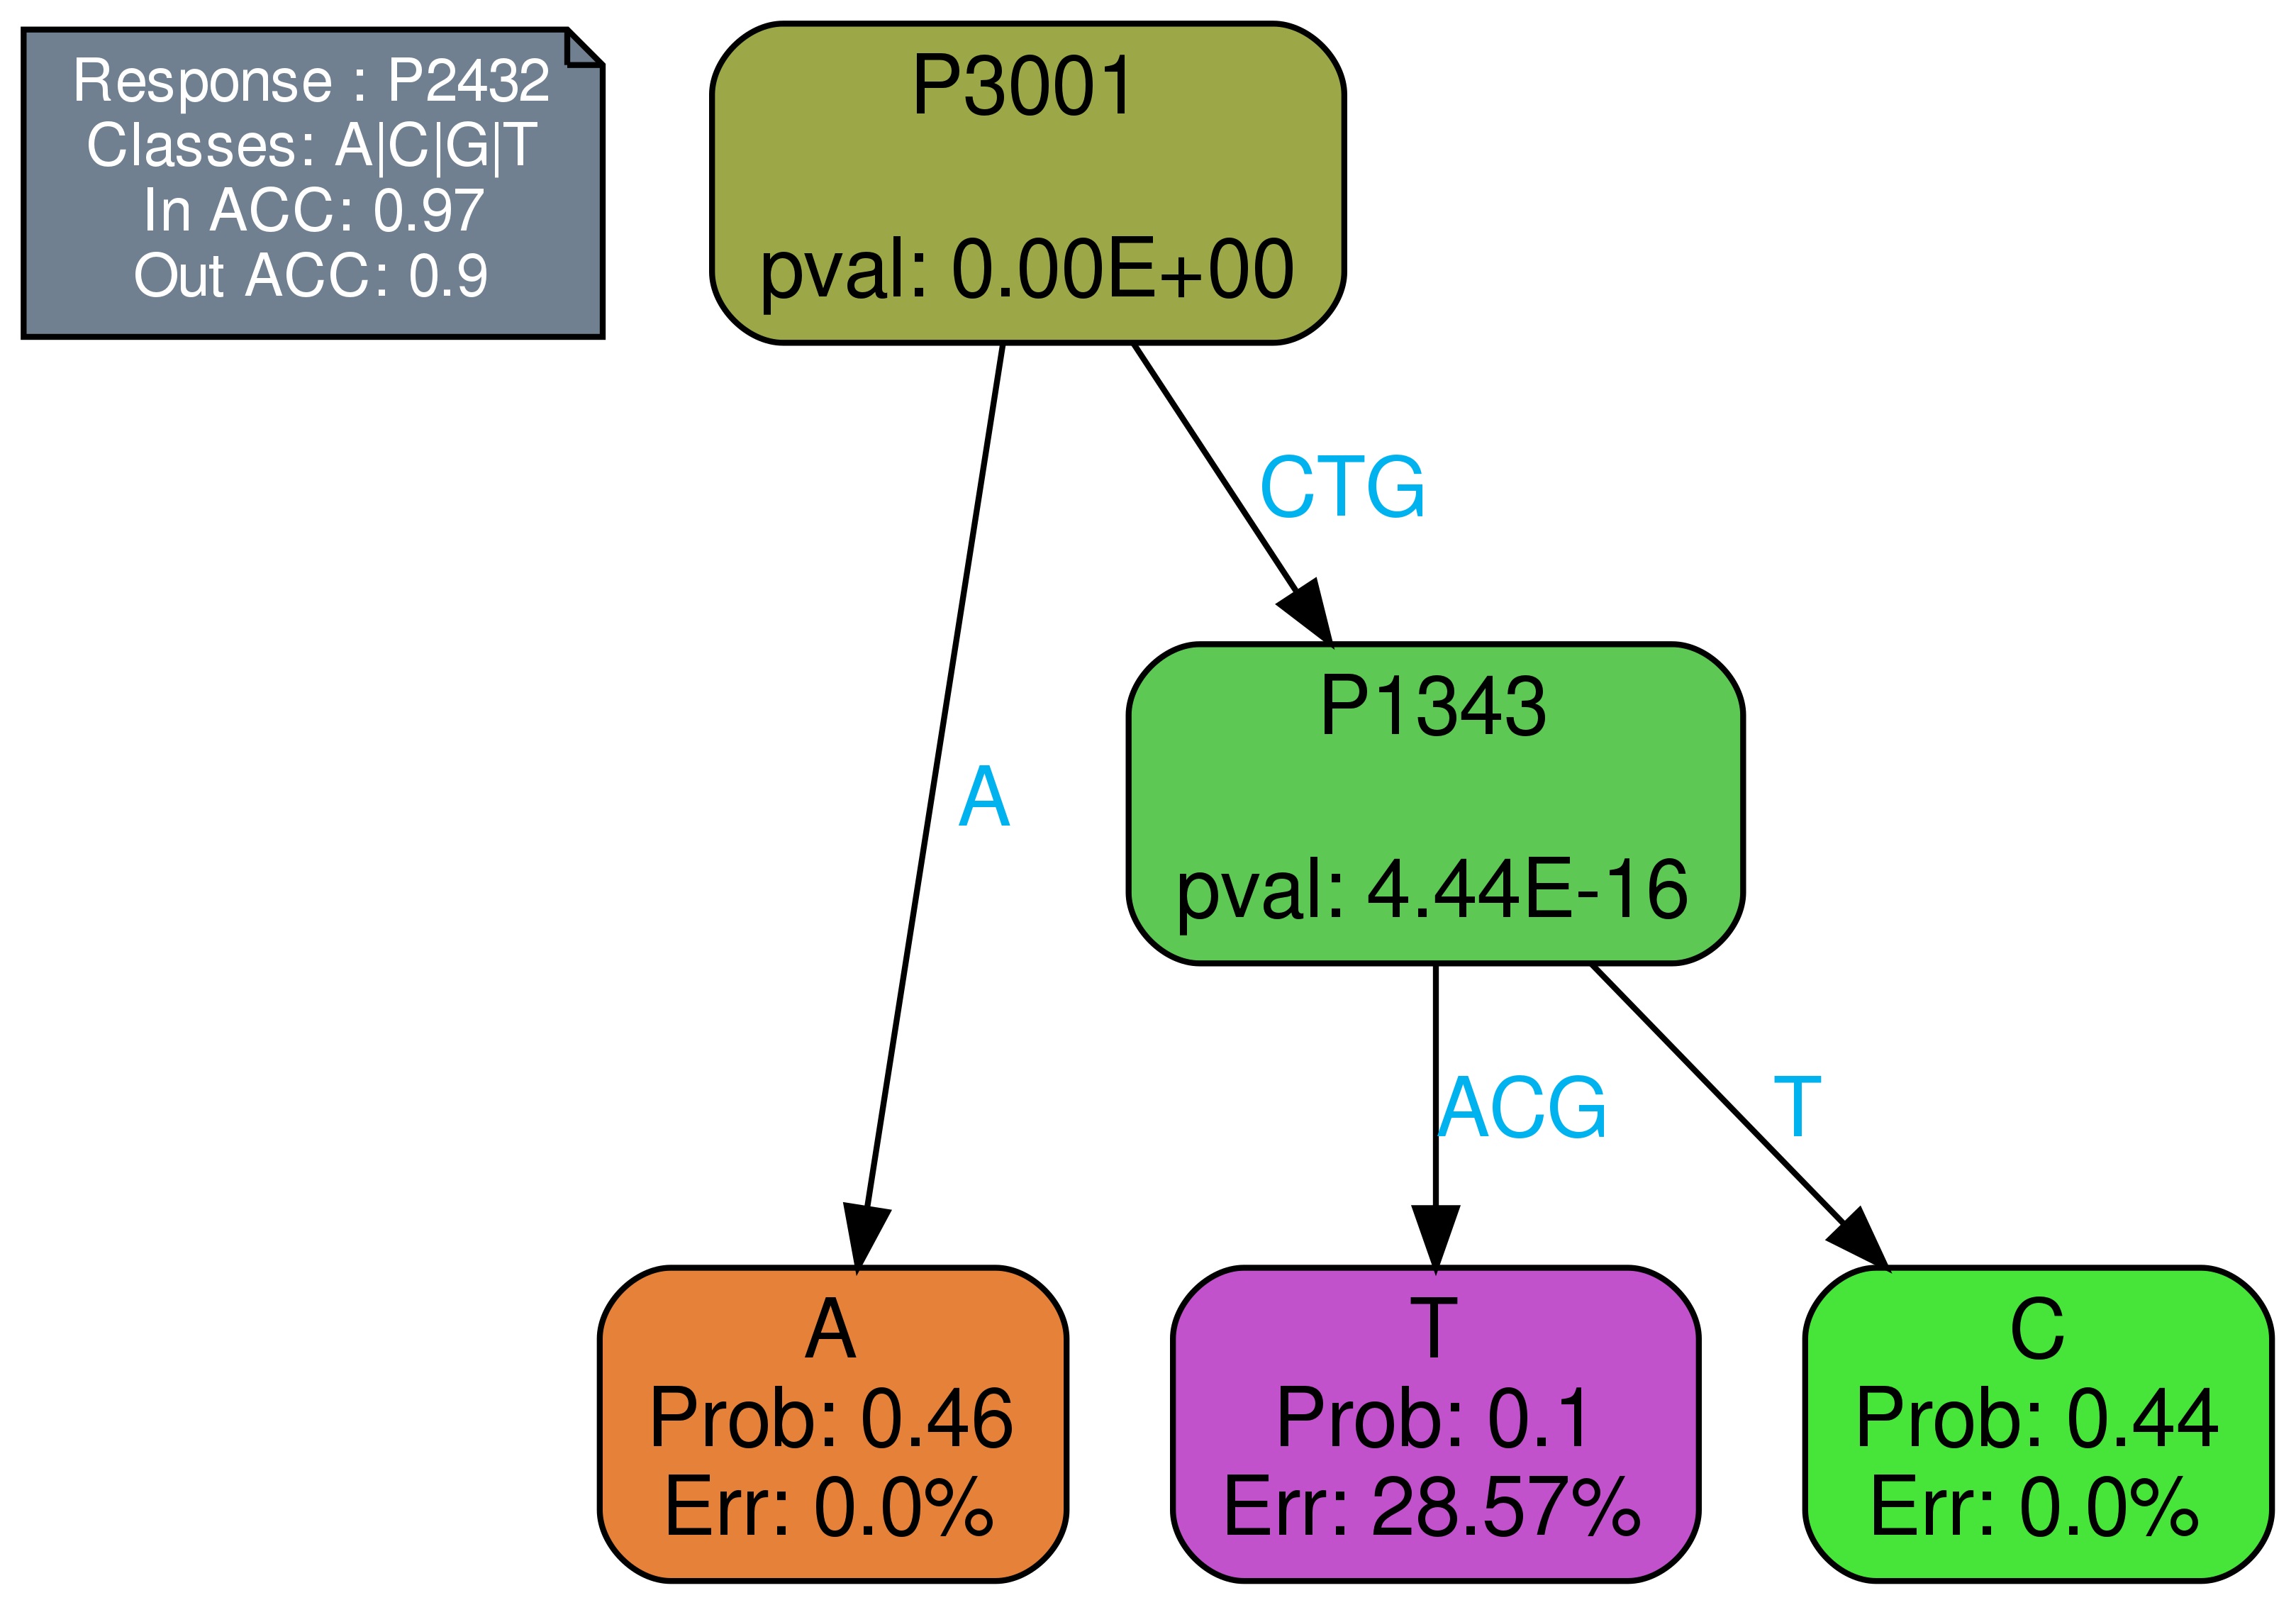 Response : P2432
Classes: A|C|G|T
In ACC: 0.97
Out ACC: 0.9
P3001
pval: 0.00E+00
CTG
A
P1343
pval: 4.44E-16
ACG
T
A
Prob: 0.46
Err: 0.0%
T
Prob: 0.1
Err: 28.57%
C
Prob: 0.44
Err: 0.0%